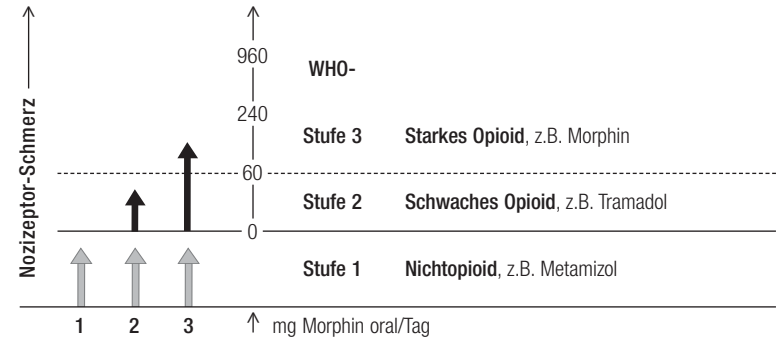 Nozizeptor-Schmerz
960
WHO-
240
Stufe 3 Starkes Opioid, z.B. Morphin
60
Stufe 2 Schwaches Opioid, z.B. Tramadol
0
Stufe 1 Nichtopioid, z.B. Metamizol
1 2 3 mg Morphin oral/Tag